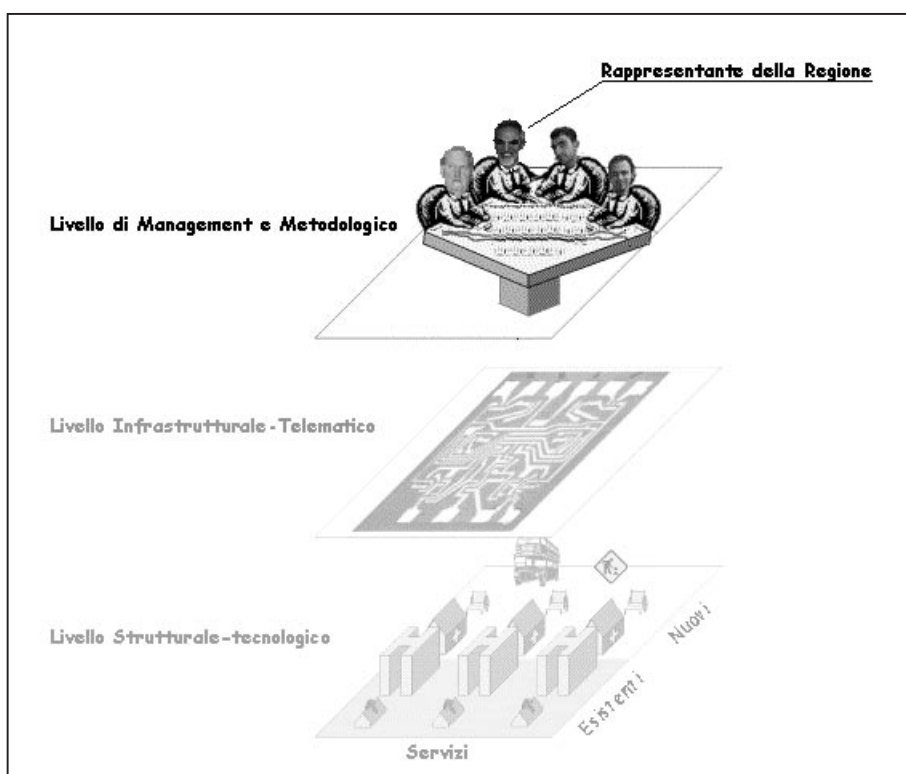 Rappresentante della Regione
Livello di Management e Metodologico
Livello Infrastrutturale-Telematico
Livello Strutturale-tecnologico
Nuovi
Esistenti
Servizi